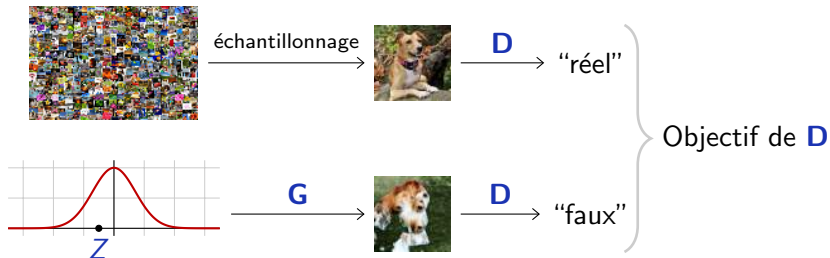 échantillonnage
D
“réel”
Objectif de D
G
D
“faux”
Z